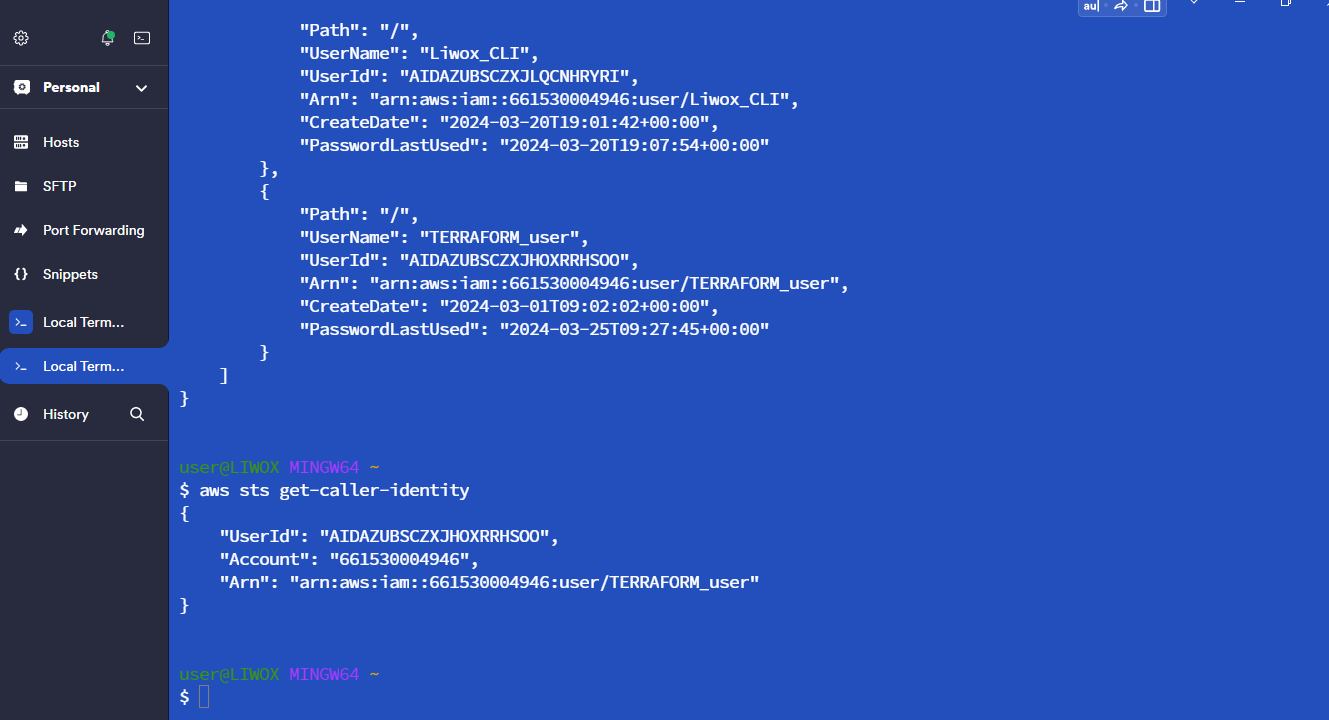 au
Personal
Hosts
SFTP
Port Forwarding
{} Snippets
>_ Local Term...
>_ Local Term...
History
"Path": "/",
"UserName": "Liwox_CLI",
"UserId": "AIDAZUBSCZXJLQCNHRYRI",
"Arn": "arn:aws:iam::661530004946:user/Liwox_CLI",
"CreateDate": "2024-03-20T19:01:42+00:00",
"PasswordLastUsed": "2024-03-20T19:07:54+00:00"
},
{
"Path": "/",
"UserName": "TERRAFORM_user",
"UserId": "AIDAZUBSCZXJHOXRRHSOO",
"Arn": "arn:aws:iam::661530004946:user/TERRAFORM_user",
"CreateDate": "2024-03-01T09:02:02+00:00",
"PasswordLastUsed": "2024-03-25T09:27:45+00:00"
}
]
}
user@LIWOX MINGW64 ~
$ aws sts get-caller-identity
{
"UserId": "AIDAZUBSCZXJHOXRRHSOO",
"Account": "661530004946",
"Arn": "arn:aws:iam::661530004946:user/TERRAFORM_user"
}
user@LIWOX MINGW64 ~
$